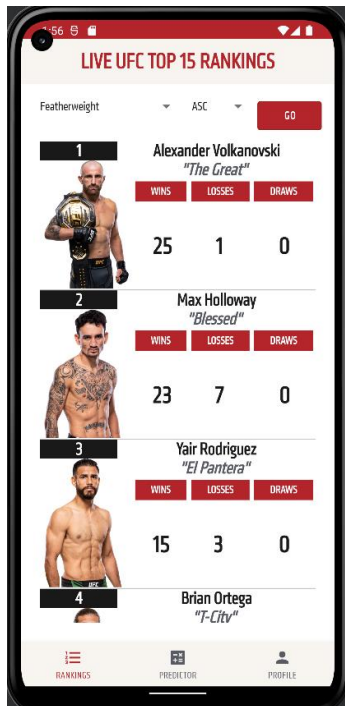 :56
LIVE UFC TOP 15 RANKINGS
Featherweight ASC GO
1
Alexander Volkanovski
"The Great"
WINS LOSSES DRAWS
25 1 0
2
Max Holloway
"Blessed"
WINS LOSSES DRAWS
23 7 0
3
Yair Rodriguez
"El Pantera"
WINS LOSSES DRAWS
15 3 0
UFC
4
Brian Ortega
"T-City"
RANKINGS PREDICTOR PROFILE